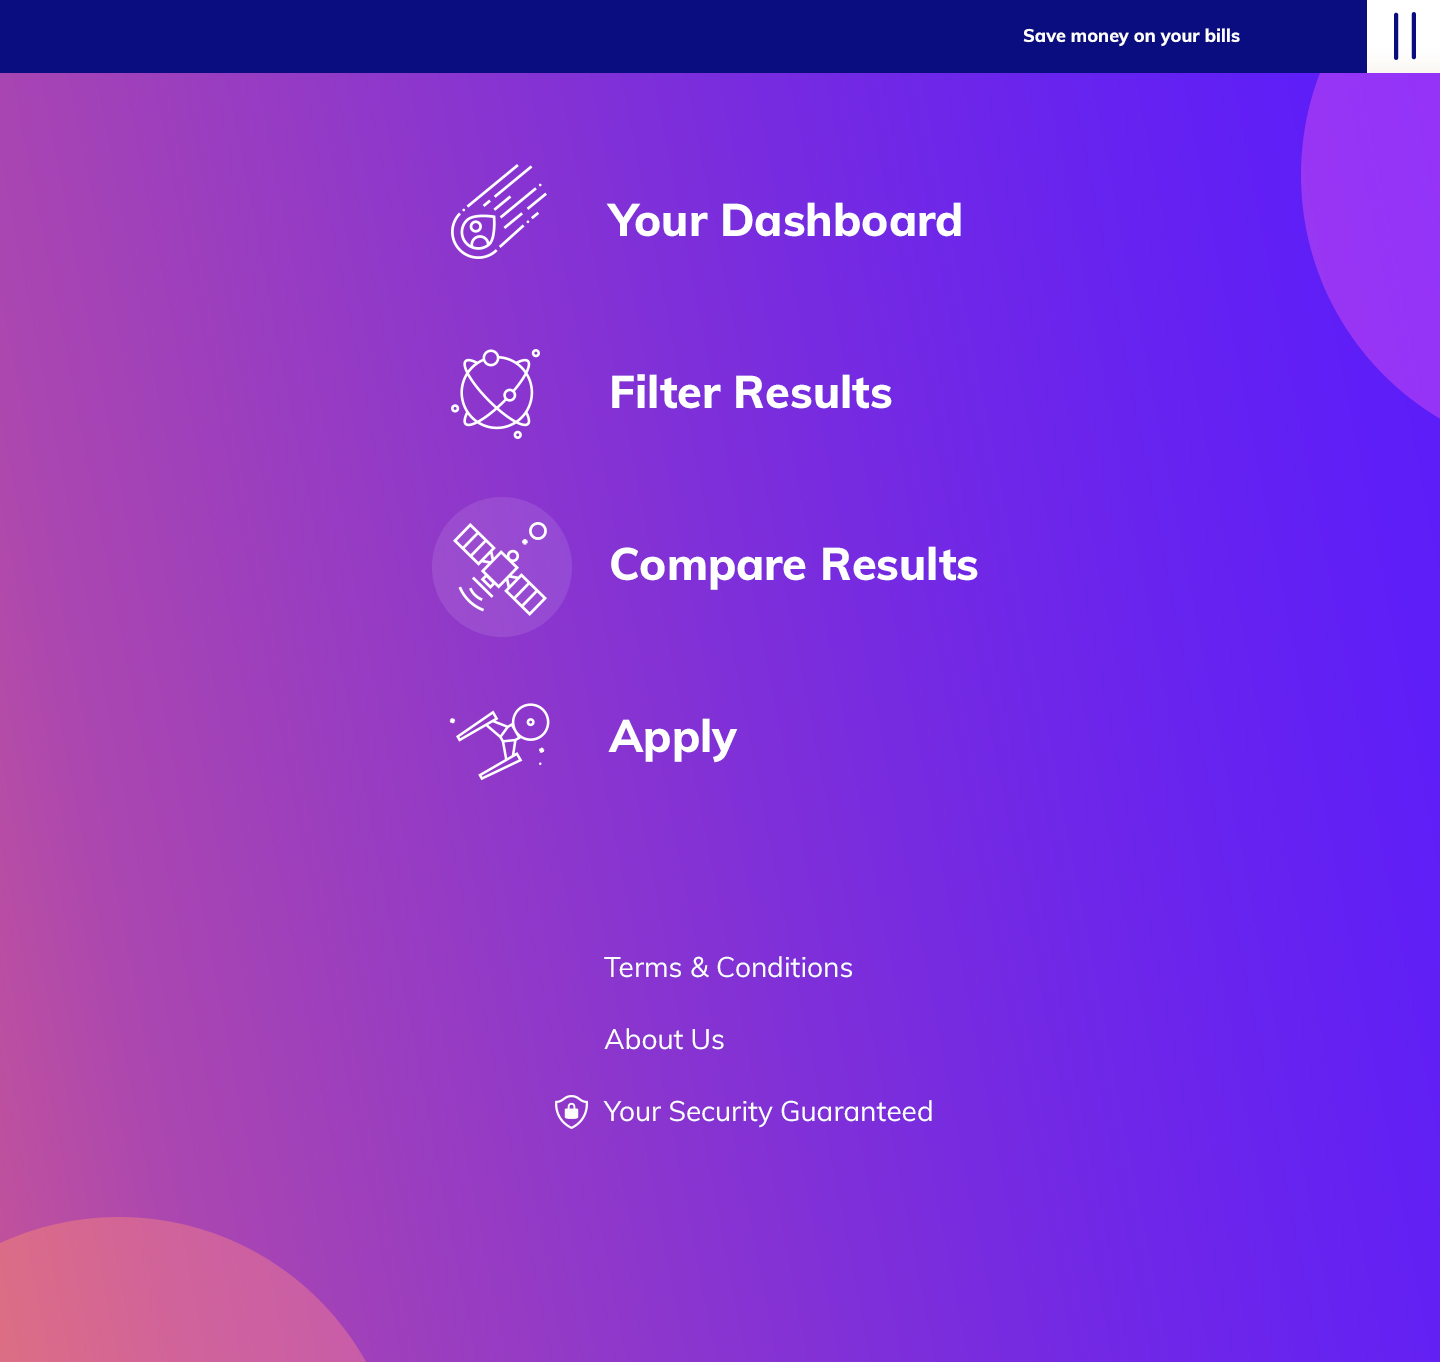 Save money on your bills
Your Dashboard
Filter Results
Compare Results
Apply
Terms & Conditions
About Us
Your Security Guaranteed